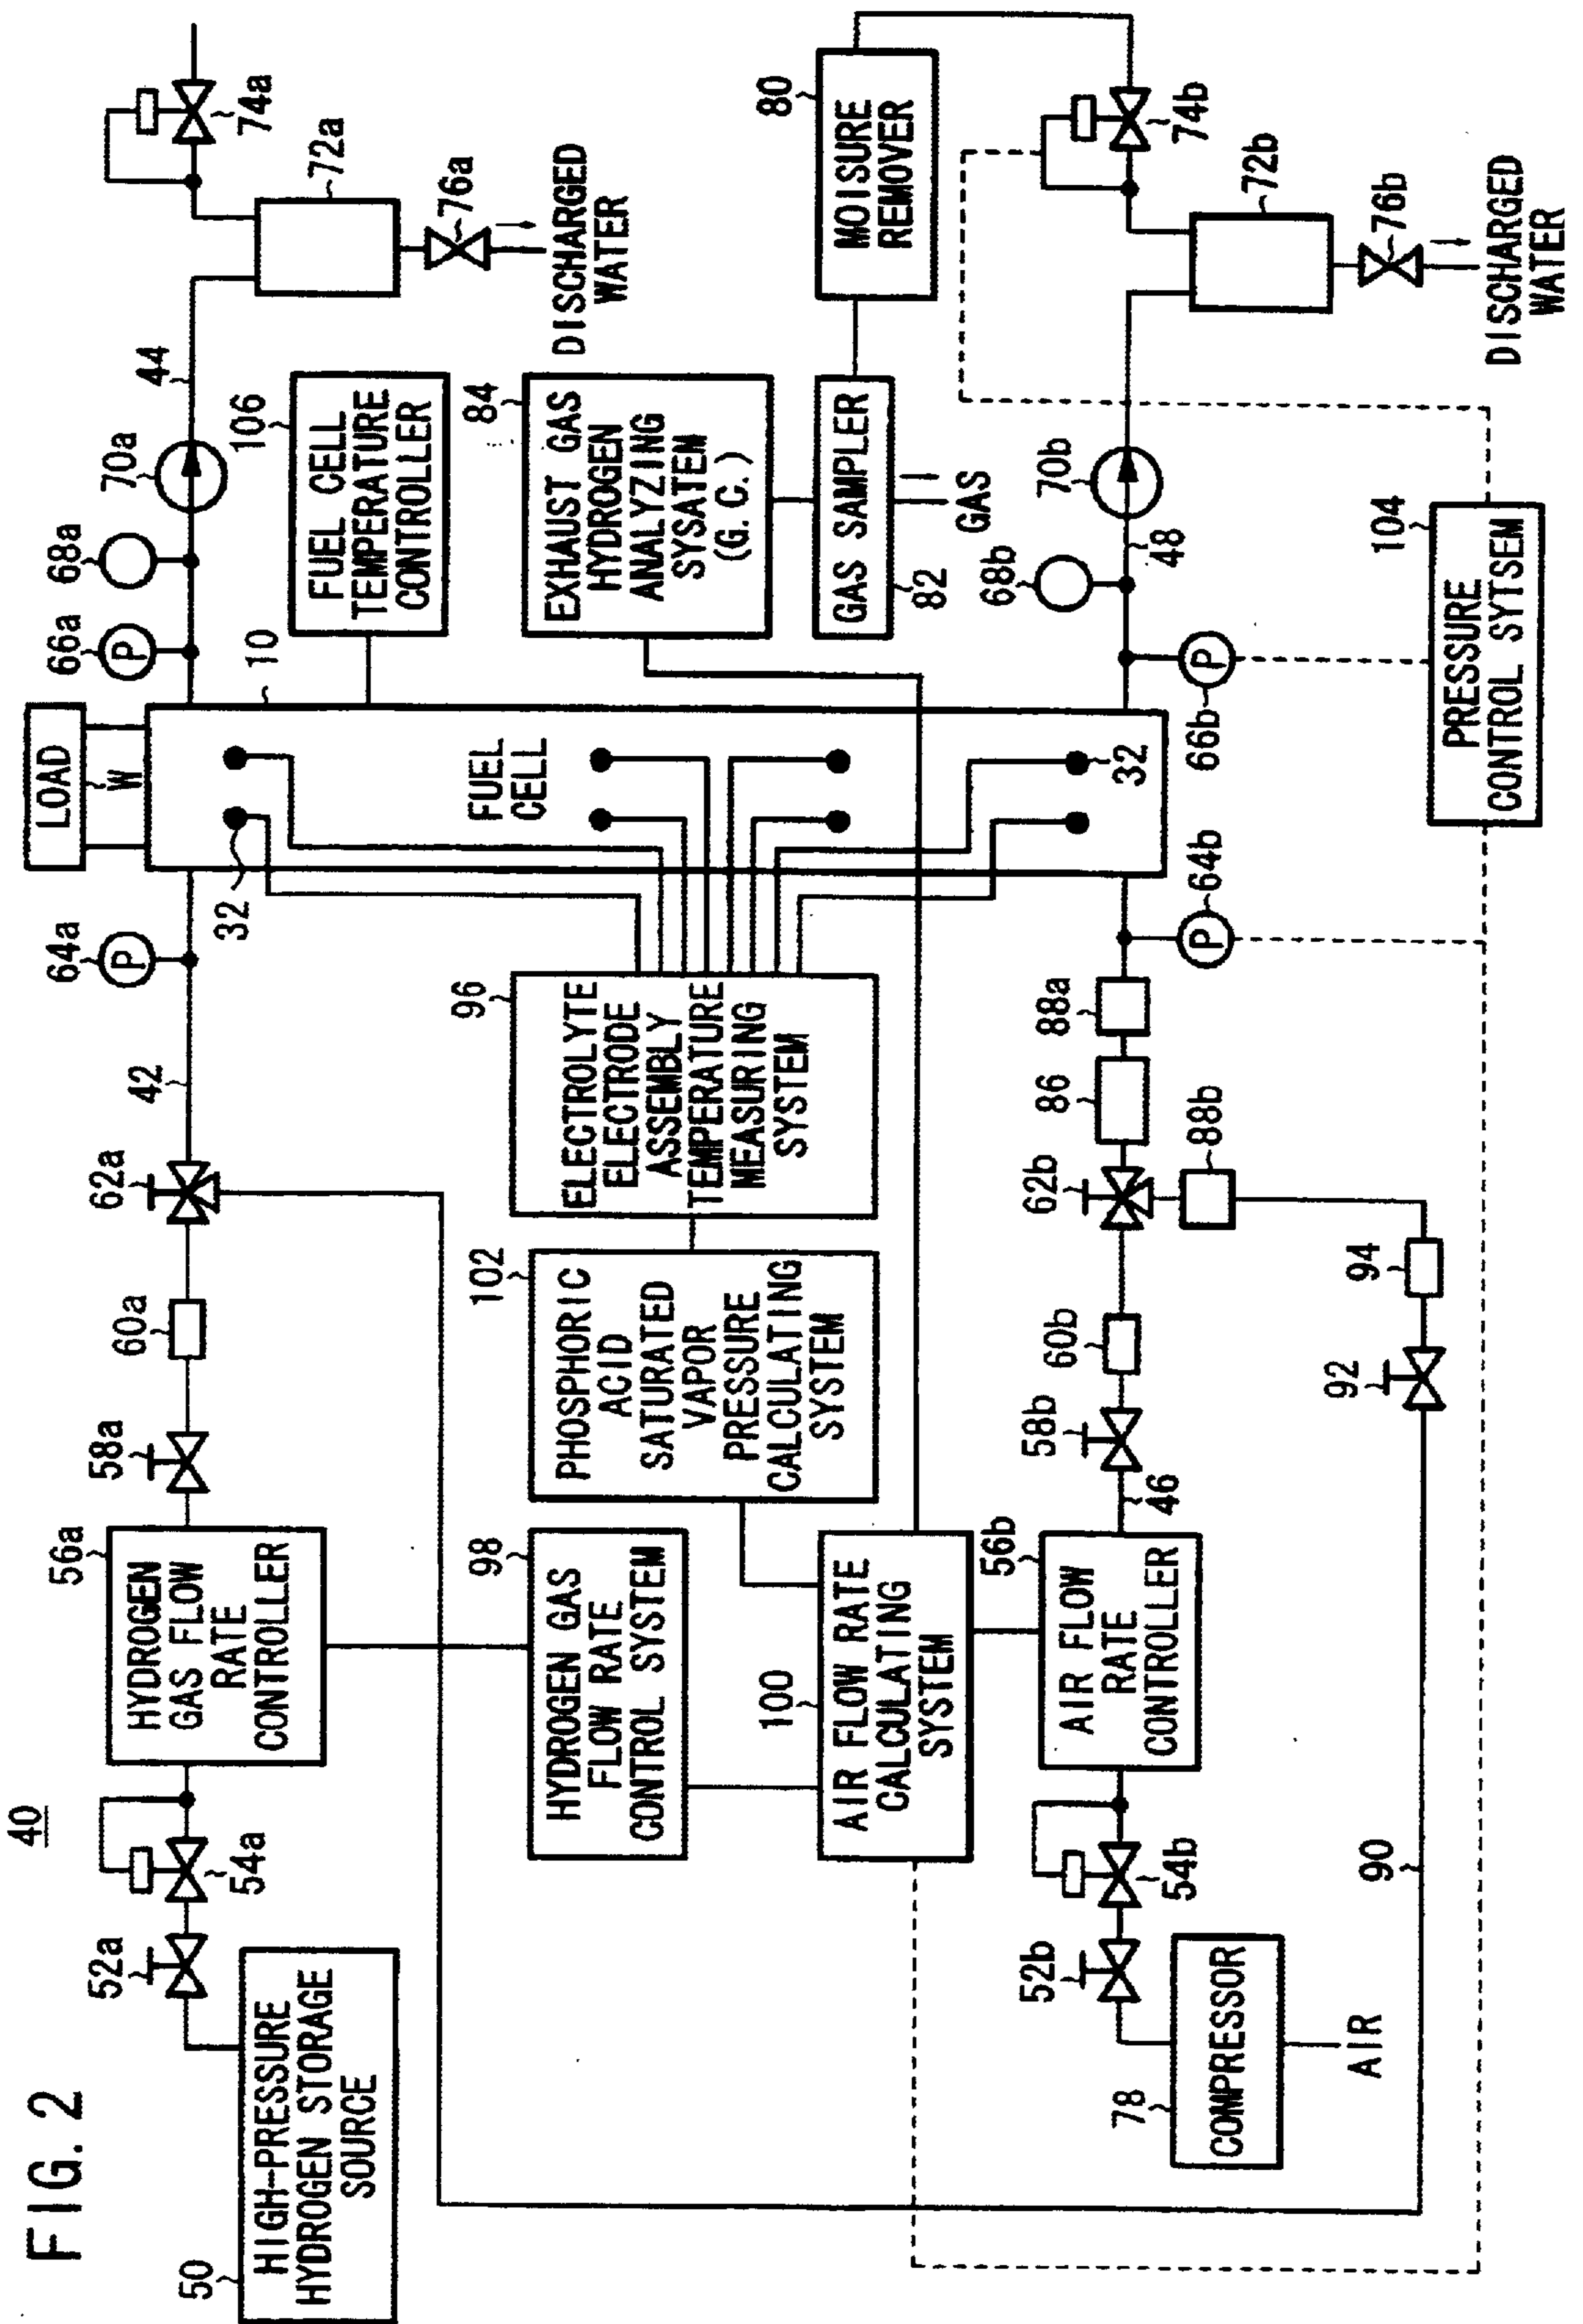 FIG. 2
40
50
HIGH-PRESSURE
HYDROGEN STORAGE
SOURCE
52a
54a
56a
HYDROGEN
GAS FLOW
RATE
CONTROLLER
58a
60a
62a
42
64a
P
LOAD
W
10
32
FUEL
CELL
32
66a
P
68a
70a
44
72a
74a
76a
DISCHARGED
WATER
106
FUEL CELL
TEMPERATURE
CONTROLLER
84
EXHAUST GAS
HYDROGEN
ANALYZING
SYSATEM
(G. C.)
80
MOISURE
REMOVER
GAS SAMPLER
82
GAS
96
ELECTROLYTE
ELECTRODE
ASSEMBLY
TEMPERATURE
MEASURING
SYSTEM
102
PHOSPHORIC
ACID
SATURATED
VAPOR
PRESSURE
CALCULATING
SYSTEM
98
HYDROGEN GAS
FLOW RATE
CONTROL SYSTEM
100
AIR FLOW RATE
CALCULATING
SYSTEM
78
COMPRESSOR
AIR
52b
54b
56b
AIR FLOW
RATE
CONTROLLER
46
58b
60b
62b
86
88a
88b
90
92
94
64b
P
66b
P
68b
70b
48
72b
74b
76b
DISCHARGED
WATER
104
PRESSURE
CONTROL SYTSEM